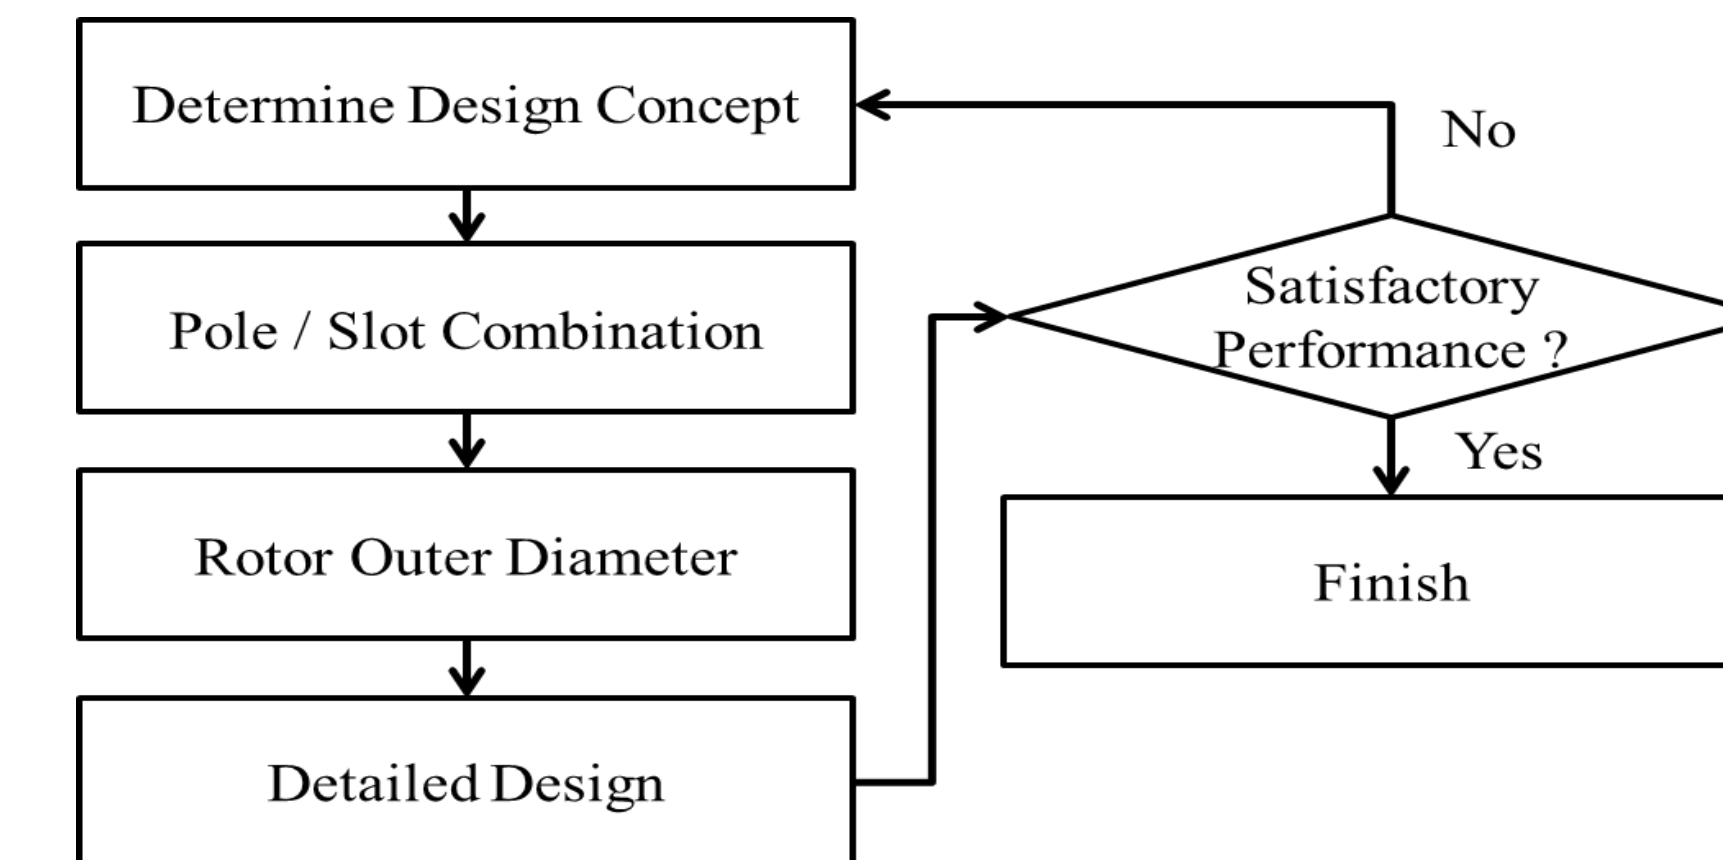 Determine Design Concept
Pole / Slot Combination
Rotor Outer Diameter
Detailed Design
No
Satisfactory
Performance ?
Yes
Finish